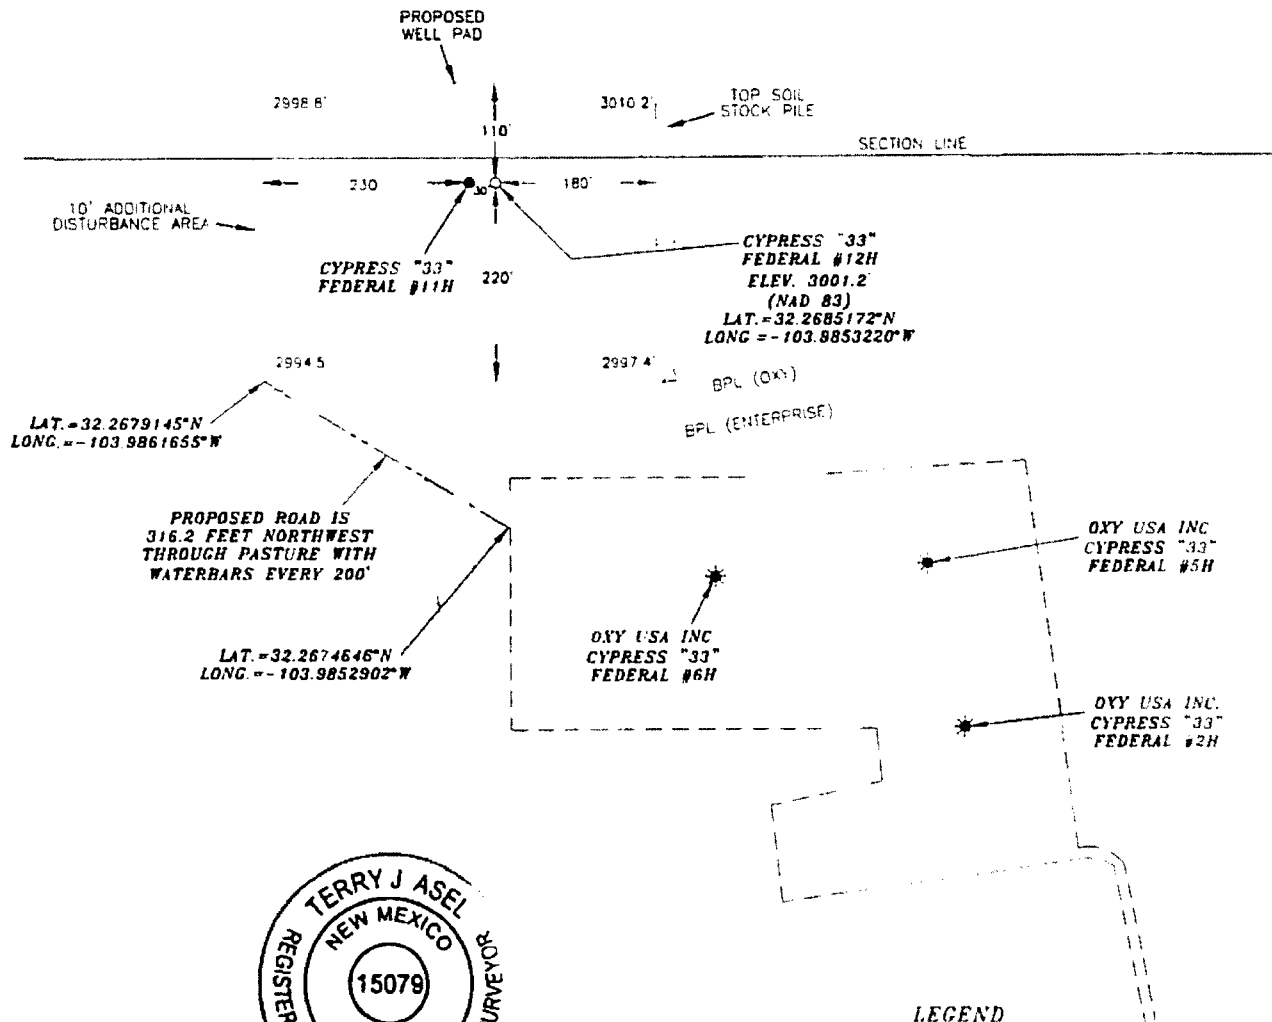 PROPOSED
WELL PAD
2998.8'
3010.2'
TOP SOIL
STOCK PILE
110'
SECTION LINE
230
30'
180'
10' ADDITIONAL
DISTURBANCE AREA
CYPRESS "33"
FEDERAL #11H
220'
CYPRESS "33"
FEDERAL #12H
ELEV. 3001.2'
(NAD 83)
LAT.=32.2685172°N
LONG =-103.9853220°W
2994.5
2997.4'
BPL (OXY)
BPL (ENTERPRISE)
LAT.=32.2679145°N
LONG.=-103.9861655°W
PROPOSED ROAD IS
316.2 FEET NORTHWEST
THROUGH PASTURE WITH
WATERBARS EVERY 200'
OXY USA INC
CYPRESS "33"
FEDERAL #5H
OXY USA INC
CYPRESS "33"
FEDERAL #6H
LAT.=32.2674646°N
LONG.=-103.9852902°W
OXY USA INC.
CYPRESS "33"
FEDERAL #2H
TERRY J ASEL
NEW MEXICO
15079
REGISTER
URVEYOR
LEGEND